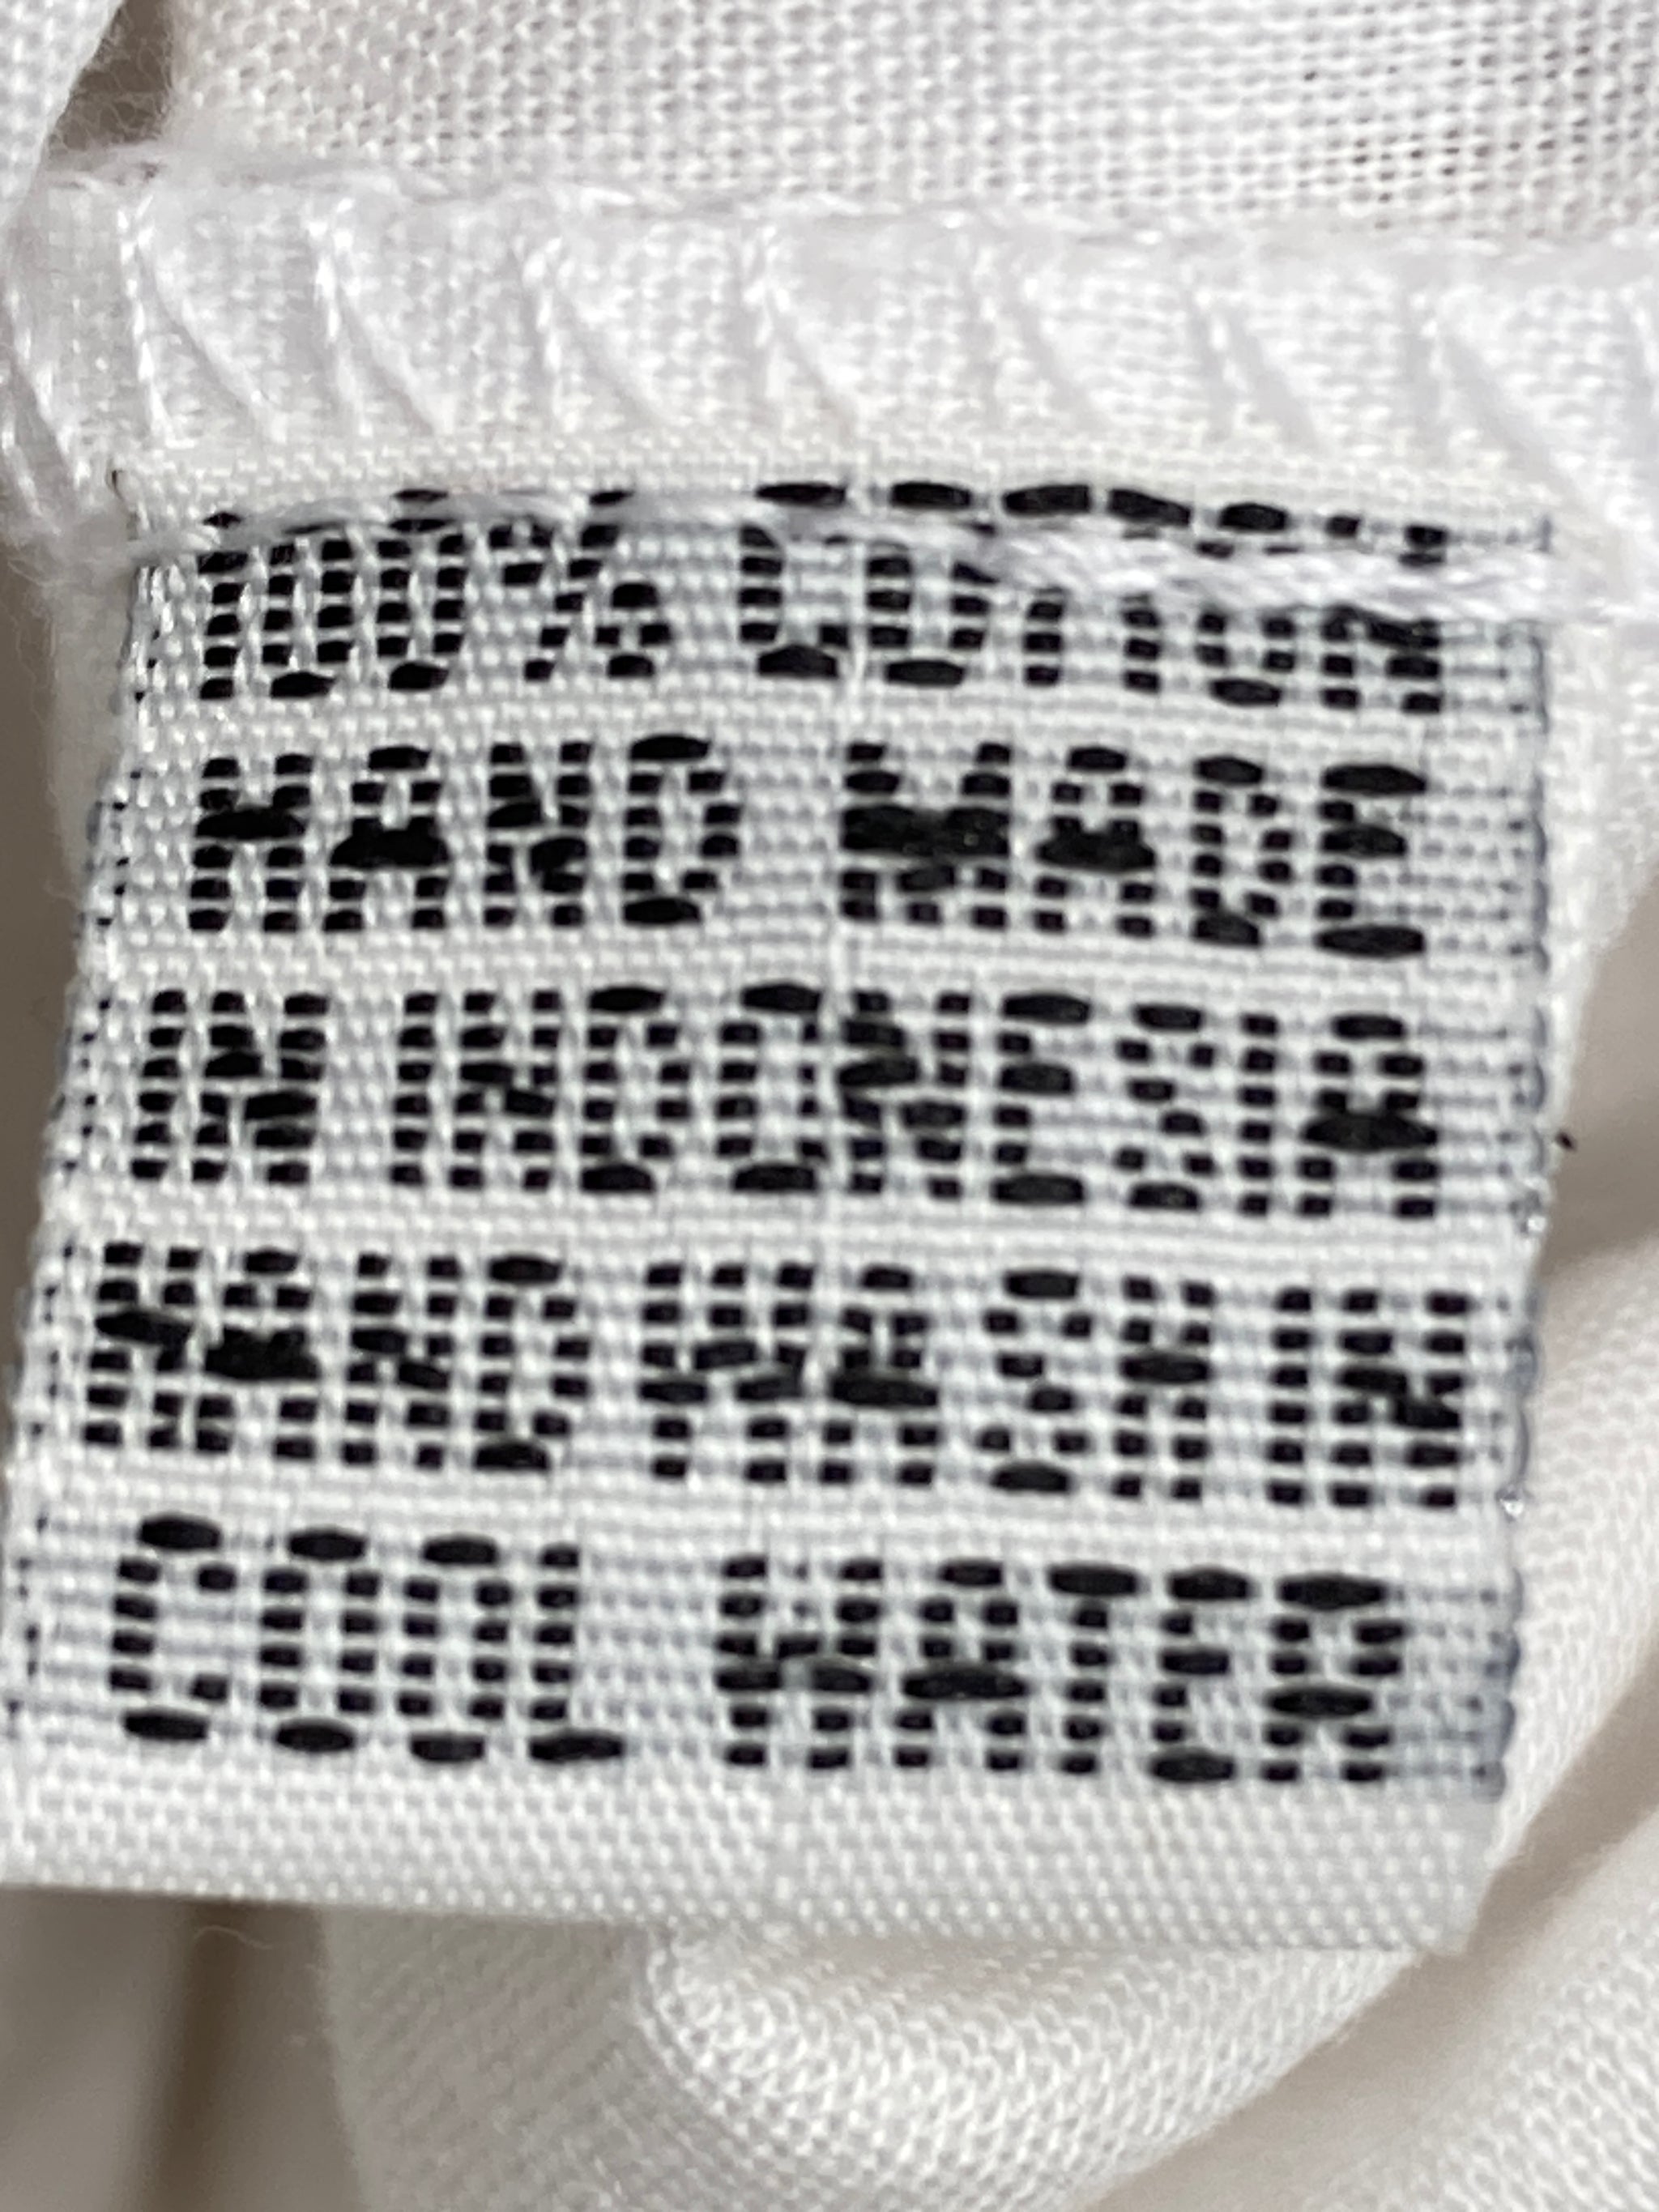 100% COTTON
HAND MADE
IN INDONESIA
HAND WASH IN
COOL WATER